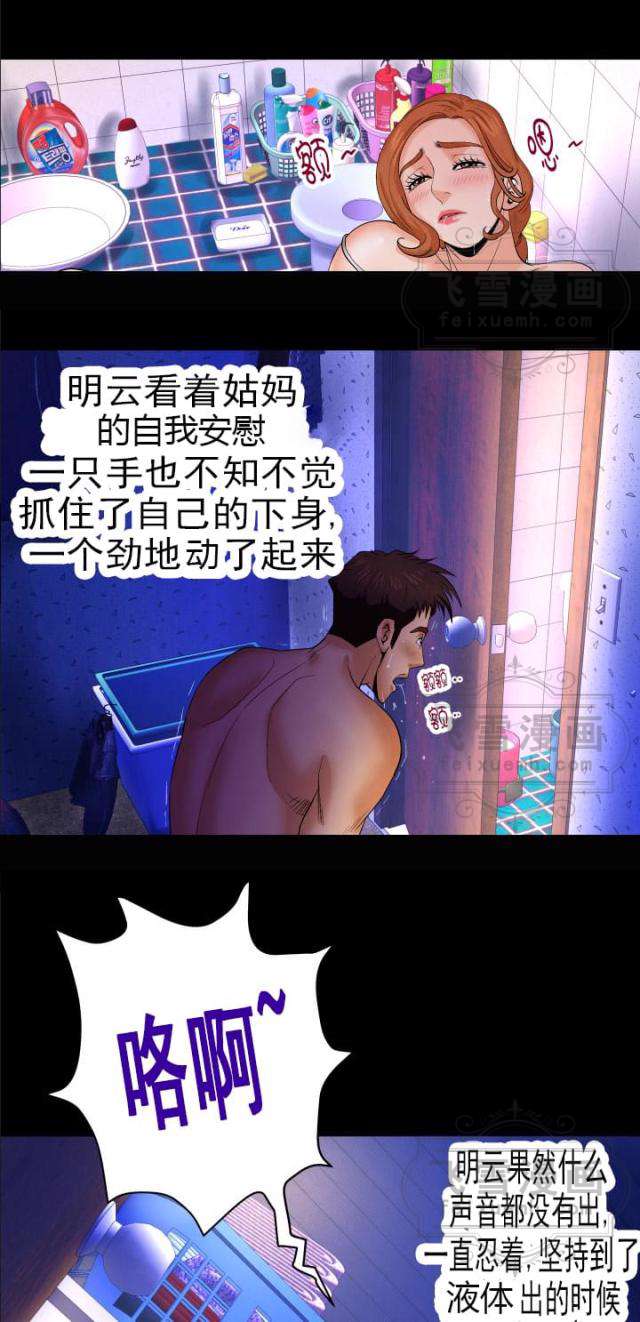 额~
嗯~
飞雪漫画
feixuemh.com
明云看着姑妈
的自我安慰
一只手也不知不觉
抓住了自己的下身,
一个劲地动了起来
额额··
额··
飞雪漫画
feixuemh.com
咯啊~
明云果然什么
声音都没有出,
一直忍着, 坚持到了
液体 出的时候